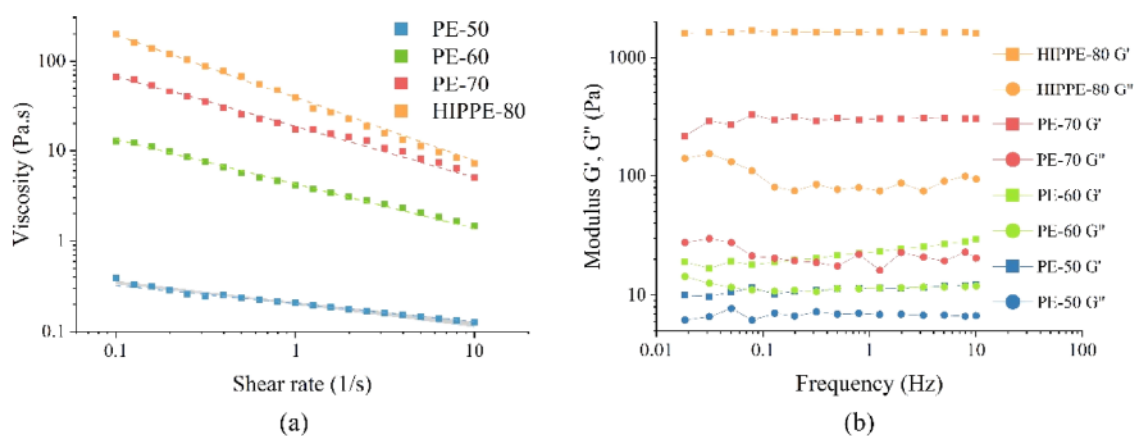 PE-50
PE-60
PE-70
HIPPE-80
100
10
1
0.1
Viscosity (Pa.s)
0.1
1
10
Shear rate (1/s)
(a)
1000
100
10
Modulus G', G" (Pa)
0.01
0.1
1
10
100
Frequency (Hz)
HIPPE-80 G'
HIPPE-80 G"
PE-70 G'
PE-70 G"
PE-60 G'
PE-60 G"
PE-50 G'
PE-50 G"
(b)